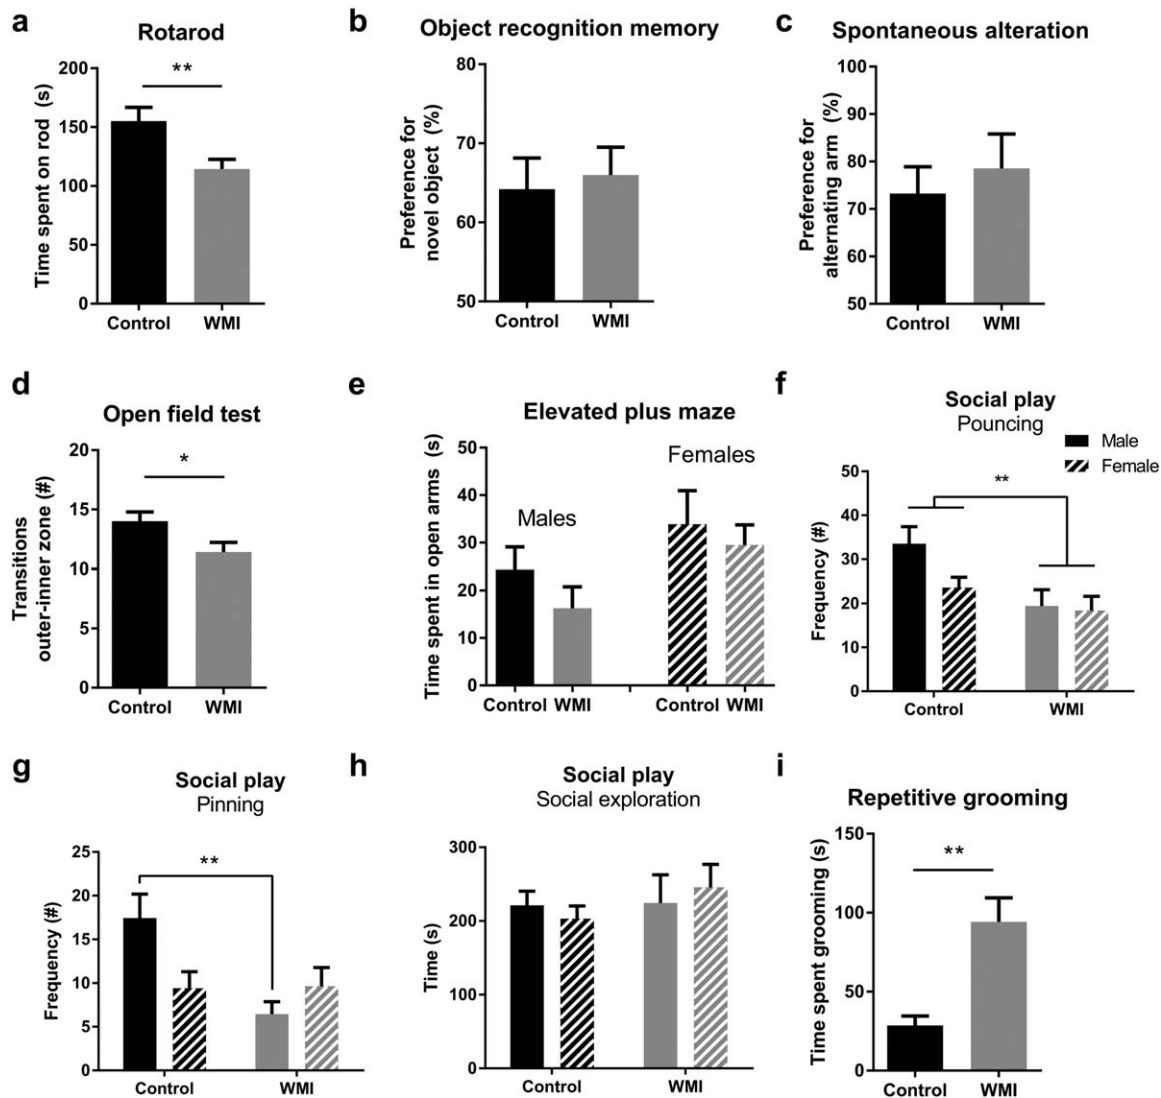 a
Rotarod
Time spent on rod (s)
200
150
100
50
0
**
Control WMI
b
Object recognition memory
Preference for
novel object (%)
80
70
60
50
Control WMI
c
Spontaneous alteration
Preference for
alternating arm (%)
100
90
80
70
60
50
Control WMI
d
Open field test
Transitions
outer-inner zone (#)
20
15
10
5
0
*
Control WMI
e
Elevated plus maze
Time spent in open arms (s)
50
40
30
20
10
0
Males
Females
Control WMI Control WMI
f
Social play
Pouncing
Male
Female
Frequency (#)
50
40
30
20
10
0
**
Control WMI
g
Social play
Pinning
Frequency (#)
25
20
15
10
5
0
**
Control WMI
h
Social play
Social exploration
Time (s)
300
200
100
0
Control WMI
i
Repetitive grooming
Time spent grooming (s)
150
100
50
0
**
Control WMI